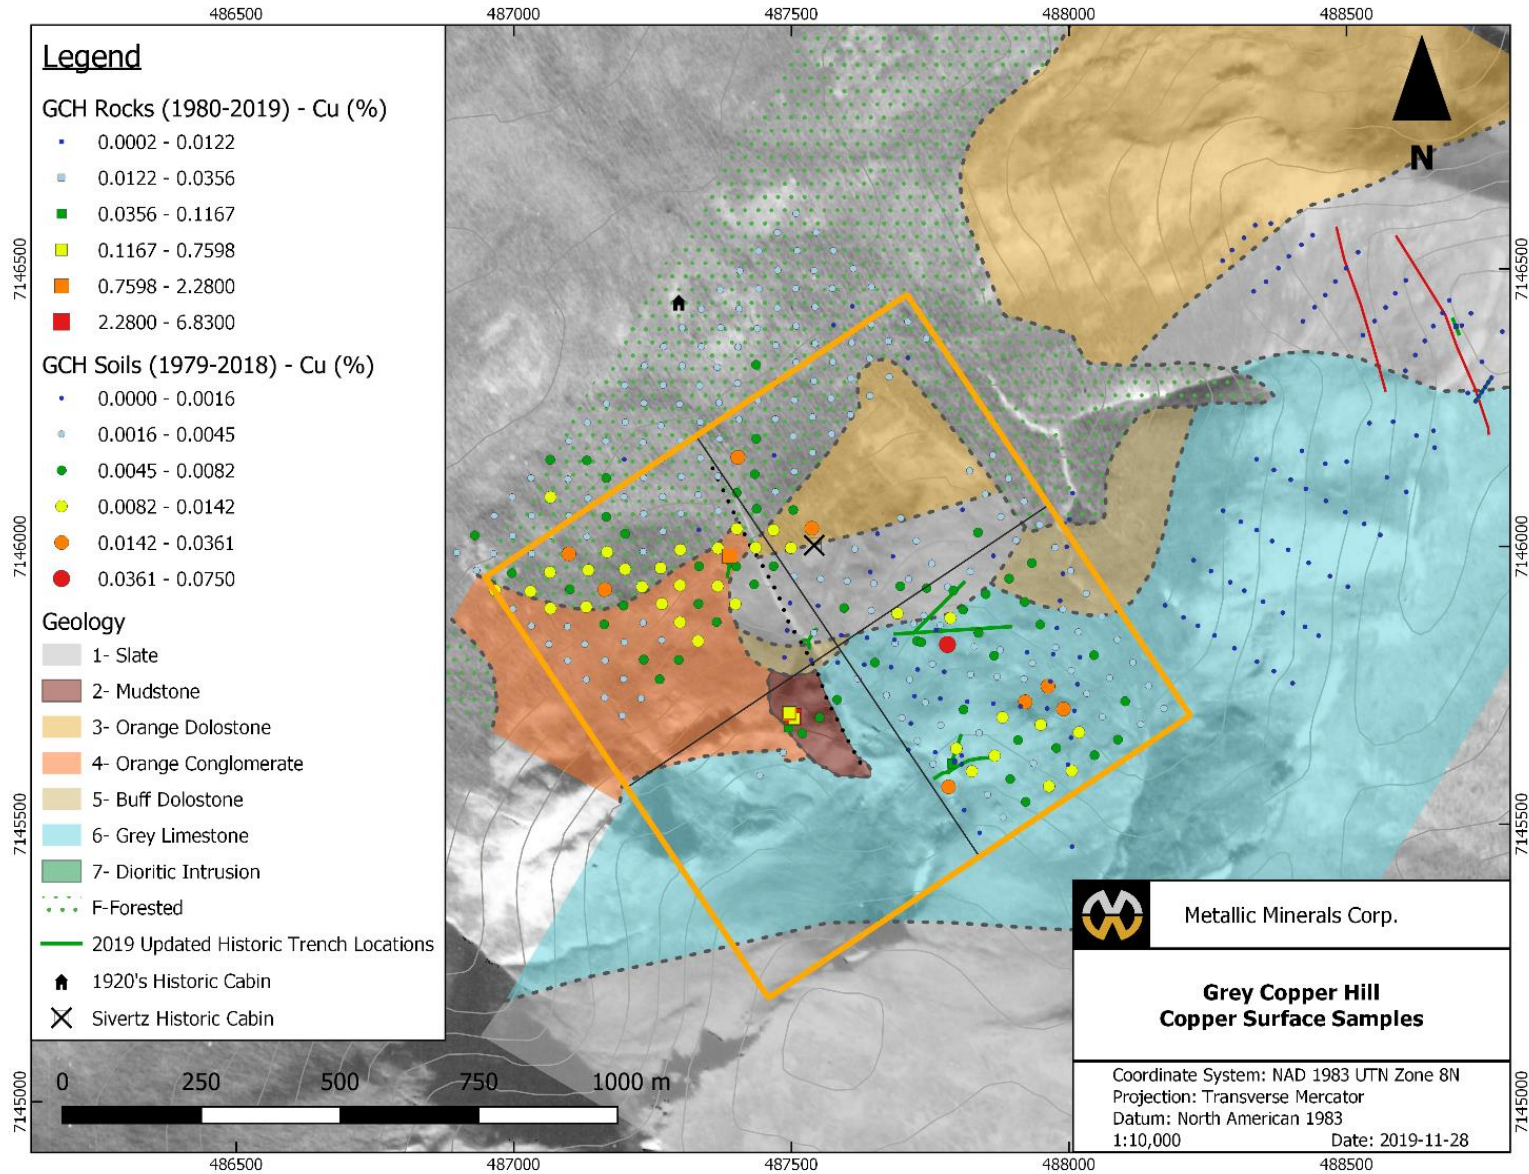 486500 487000 487500 488000 488500
Legend
GCH Rocks (1980-2019) - Cu (%)
0.0002 - 0.0122
0.0122 - 0.0356
0.0356 - 0.1167
0.1167 - 0.7598
0.7598 - 2.2800
2.2800 - 6.8300
GCH Soils (1979-2018) - Cu (%)
0.0000 - 0.0016
0.0016 - 0.0045
0.0045 - 0.0082
0.0082 - 0.0142
0.0142 - 0.0361
0.0361 - 0.0750
Geology
1- Slate
2- Mudstone
3- Orange Dolostone
4- Orange Conglomerate
5- Buff Dolostone
6- Grey Limestone
7- Dioritic Intrusion
F-Forested
2019 Updated Historic Trench Locations
1920's Historic Cabin
Sivertz Historic Cabin
0 250 500 750 1000 m
N
7146500
7146000
7145500
7145000
7146500
7146000
7145500
7145000
Metallic Minerals Corp.
Grey Copper Hill
Copper Surface Samples
Coordinate System: NAD 1983 UTN Zone 8N
Projection: Transverse Mercator
Datum: North American 1983
1:10,000 Date: 2019-11-28
486500 487000 487500 488000 488500